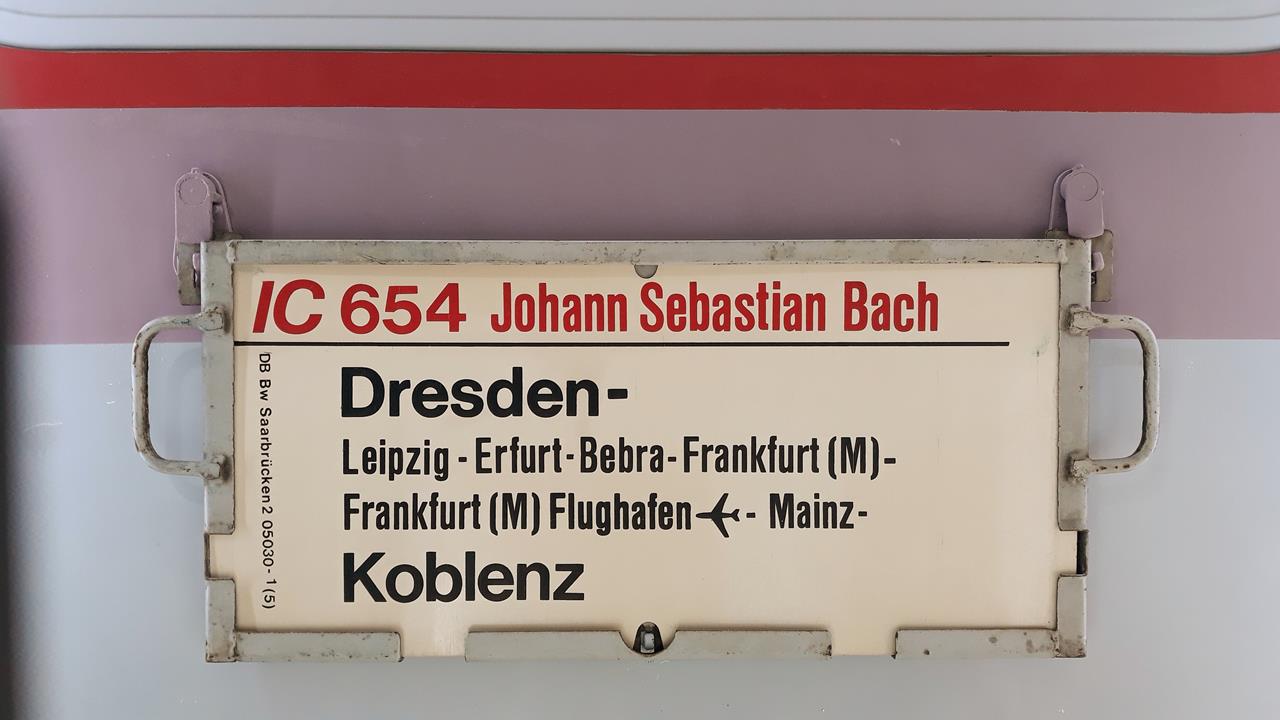 IC 654 Johann Sebastian Bach
Dresden-
Leipzig - Erfurt - Bebra - Frankfurt (M) -
Frankfurt (M) Flughafen - Mainz -
Koblenz
DB Bw Saarbrücken 2 05030-1 (5)